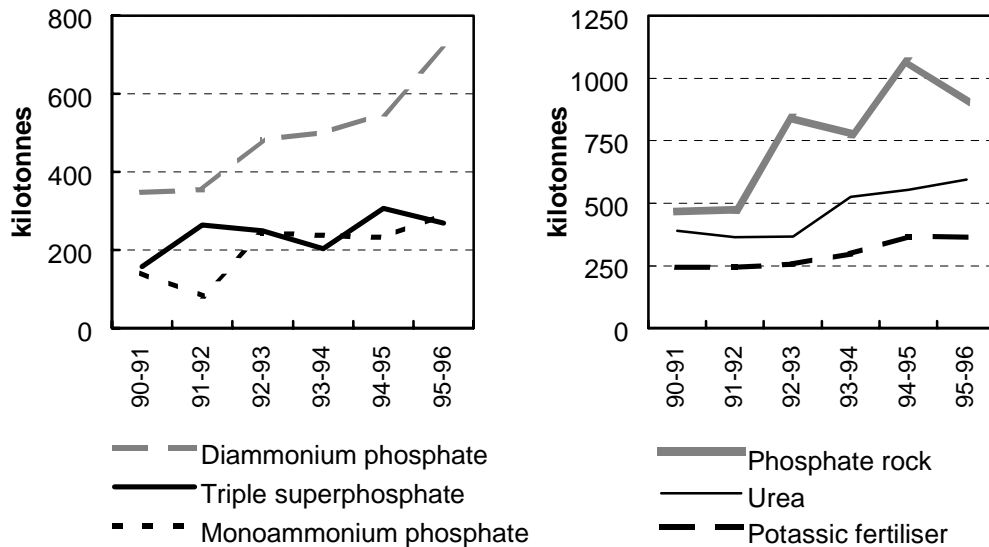 kilotonnes
800
600
400
200
0
90-91
91-92
92-93
93-94
94-95
95-96
Diammonium phosphate
Triple superphosphate
Monoammonium phosphate
kilotonnes
1250
1000
750
500
250
0
90-91
91-92
92-93
93-94
94-95
95-96
Phosphate rock
Urea
Potassic fertiliser